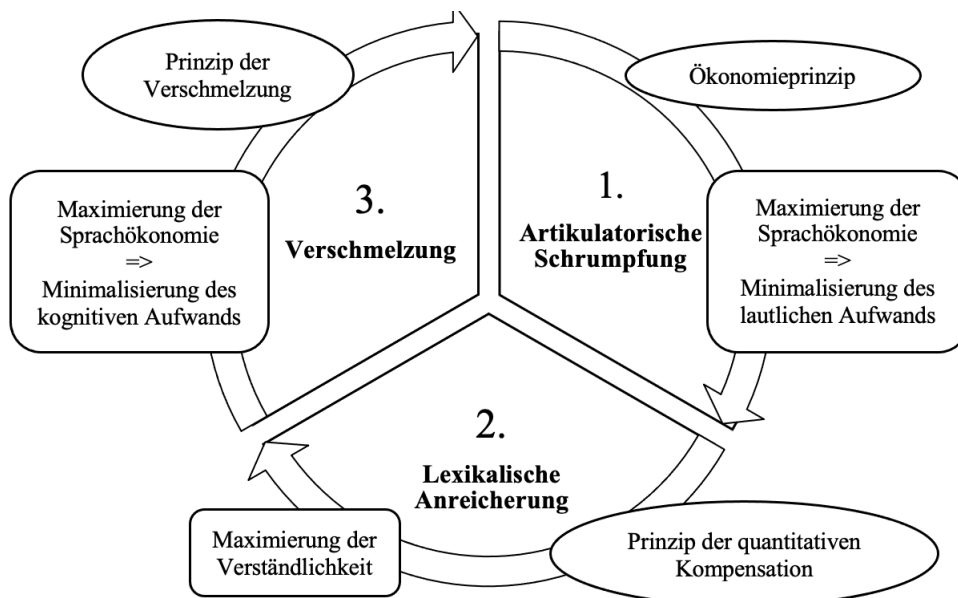 Prinzip der
Verschmelzung
Ökonomieprinzip
3.
Verschmelzung
1.
Artikulatorische
Schrumpfung
Maximierung der
Sprachökonomie
=>
Minimalisierung des
kognitiven Aufwands
Maximierung der
Sprachökonomie
=>
Minimalisierung des
lautlichen Aufwands
2.
Lexikalische
Anreicherung
Maximierung der
Verständlichkeit
Prinzip der quantitativen
Kompensation